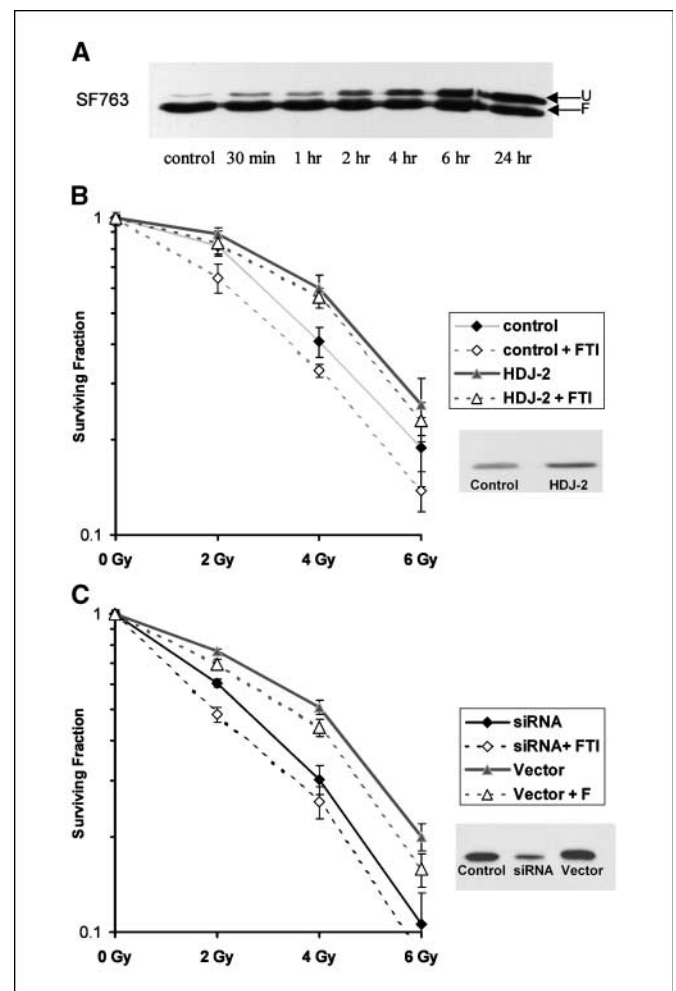 A
SF763
U
F
control 30 min 1 hr 2 hr 4 hr 6 hr 24 hr
B
1
Surviving Fraction
0.1
0 Gy 2 Gy 4 Gy 6 Gy
control
control + FTI
HDJ-2
HDJ-2 + FTI
Control HDJ-2
C
1
Surviving Fraction
0.1
0 Gy 2 Gy 4 Gy 6 Gy
siRNA
siRNA+ FTI
Vector
Vector + F
Control siRNA Vector